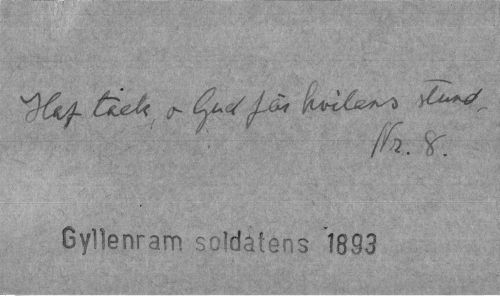 Haf tack, o Gud för hvilans stund,
Nr. 8.
Gyllenram soldatens 1893